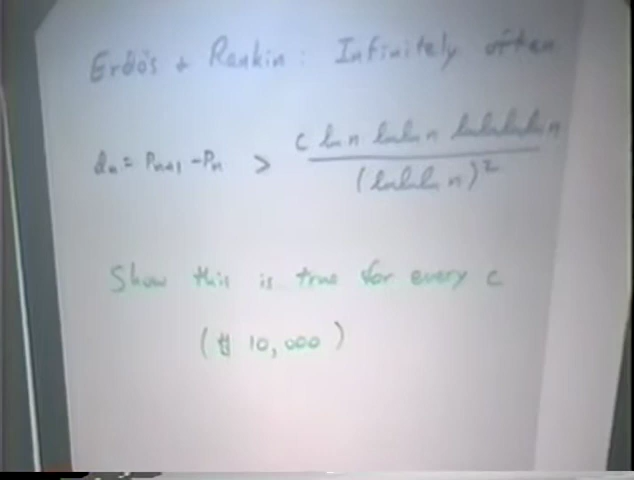 Erdős + Rankin: Infinitely often
dₙ = Pₙ₊₁ - Pₙ > c ln n lnln n lnlnlnln n / (lnlnln n)²
Show this is true for every c
($ 10,000)